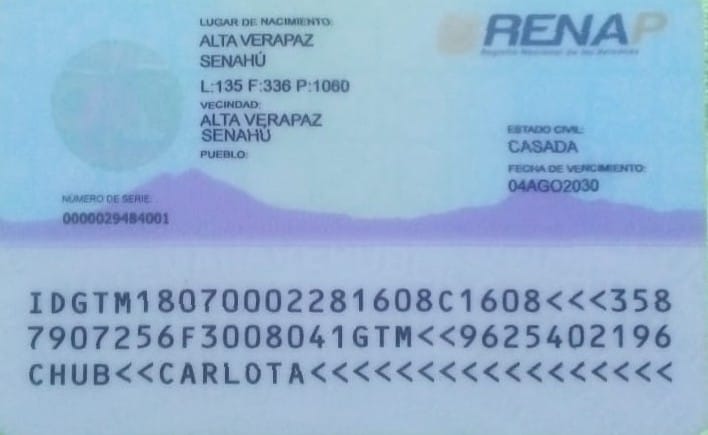 LUGAR DE NACIMIENTO:
ALTA VERAPAZ
SENAHÚ
L:135 F:336 P:1060
VECINDAD:
ALTA VERAPAZ
SENAHÚ
PUEBLO:
RENAP
Registro Nacional de las Personas
ESTADO CIVIL:
CASADA
FECHA DE VENCIMIENTO:
04AGO2030
NÚMERO DE SERIE:
0000029484001
IDGTM18070002281608C1608<<<358
7907256F3008041GTM<<9625402196
CHUB<<CARLOTA<<<<<<<<<<<<<<<<<